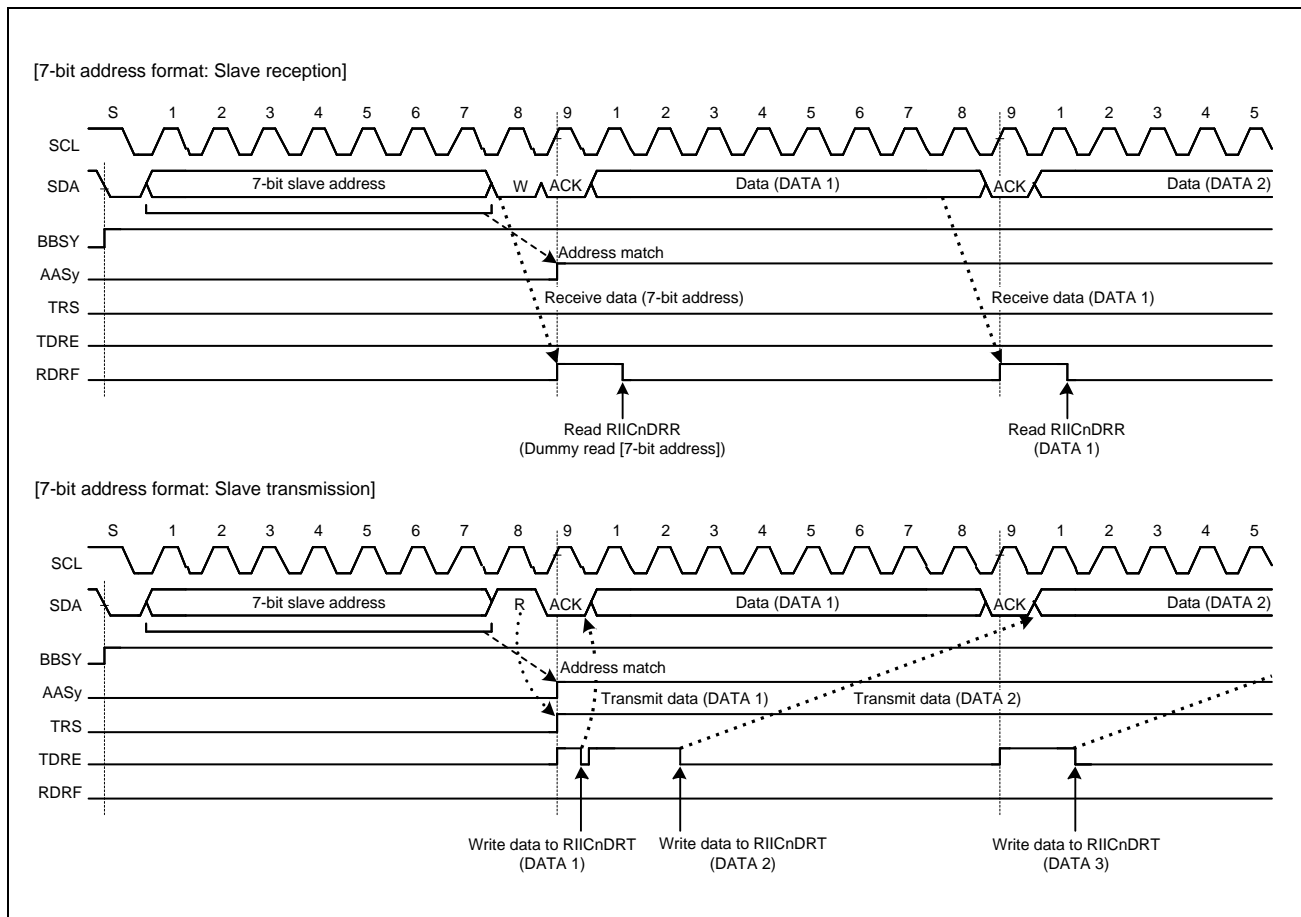 [7-bit address format: Slave reception]
S 1 2 3 4 5 6 7 8 9 1 2 3 4 5 6 7 8 9 1 2 3 4 5
SCL
SDA 7-bit slave address W ACK Data (DATA 1) ACK Data (DATA 2)
BBSY
Address match
AASy
Receive data (7-bit address) Receive data (DATA 1)
TRS
TDRE
RDRF
Read RIICnDRR Read RIICnDRR
(Dummy read [7-bit address]) (DATA 1)
[7-bit address format: Slave transmission]
S 1 2 3 4 5 6 7 8 9 1 2 3 4 5 6 7 8 9 1 2 3 4 5
SCL
SDA 7-bit slave address R ACK Data (DATA 1) ACK Data (DATA 2)
BBSY
Address match
AASy
Transmit data (DATA 1) Transmit data (DATA 2)
TRS
TDRE
RDRF
Write data to RIICnDRT Write data to RIICnDRT Write data to RIICnDRT
(DATA 1) (DATA 2) (DATA 3)